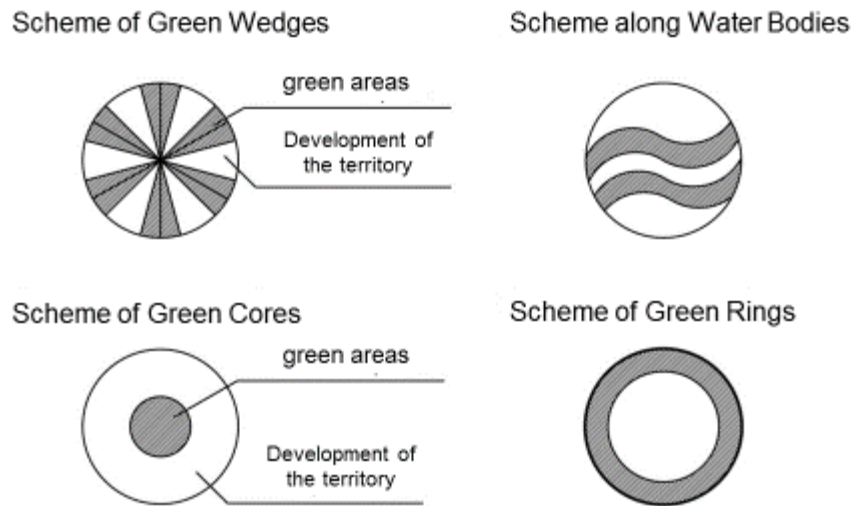 Scheme of Green Wedges
Scheme along Water Bodies
green areas
Development of
the territory
Scheme of Green Cores
Scheme of Green Rings
green areas
Development of
the territory